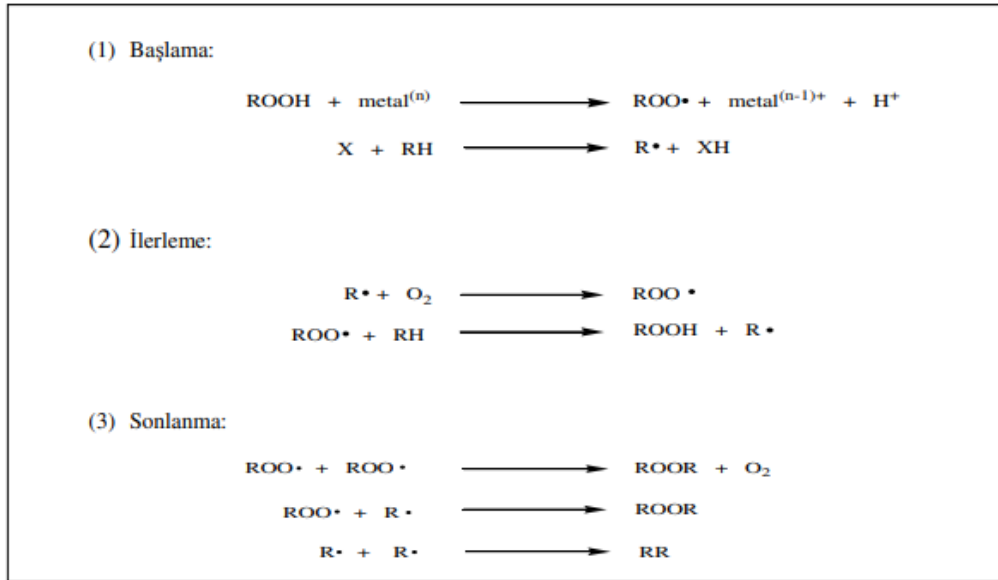 (1) Başlama:
ROOH + metal⁽ⁿ⁾ ⟶ ROO• + metal⁽ⁿ⁻¹⁾⁺ + H⁺
X + RH ⟶ R• + XH
(2) İlerleme:
R• + O₂ ⟶ ROO •
ROO• + RH ⟶ ROOH + R •
(3) Sonlanma:
ROO• + ROO • ⟶ ROOR + O₂
ROO• + R • ⟶ ROOR
R• + R• ⟶ RR